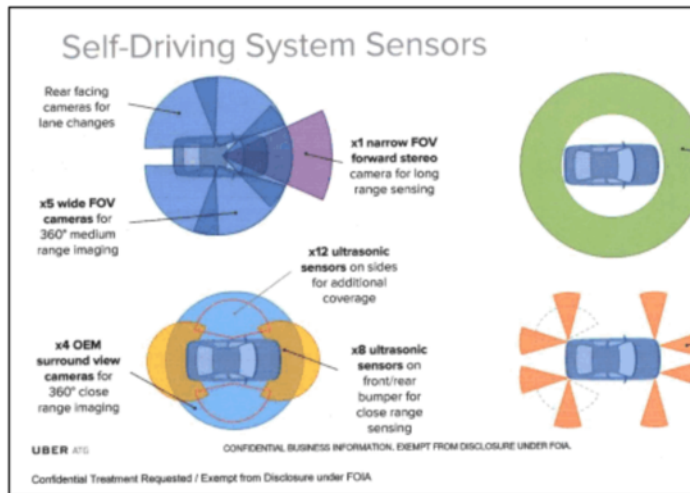 Self-Driving System Sensors
Rear facing
cameras for
lane changes
x1 narrow FOV
forward stereo
camera for long
range sensing
x5 wide FOV
cameras for
360° medium
range imaging
x12 ultrasonic
sensors on sides
for additional
coverage
x4 OEM
surround view
cameras for
360° close
range imaging
x8 ultrasonic
sensors on
front/rear
bumper for
close range
sensing
UBER ATG
CONFIDENTIAL BUSINESS INFORMATION. EXEMPT FROM DISCLOSURE UNDER FOIA.
Confidential Treatment Requested / Exempt from Disclosure under FOIA